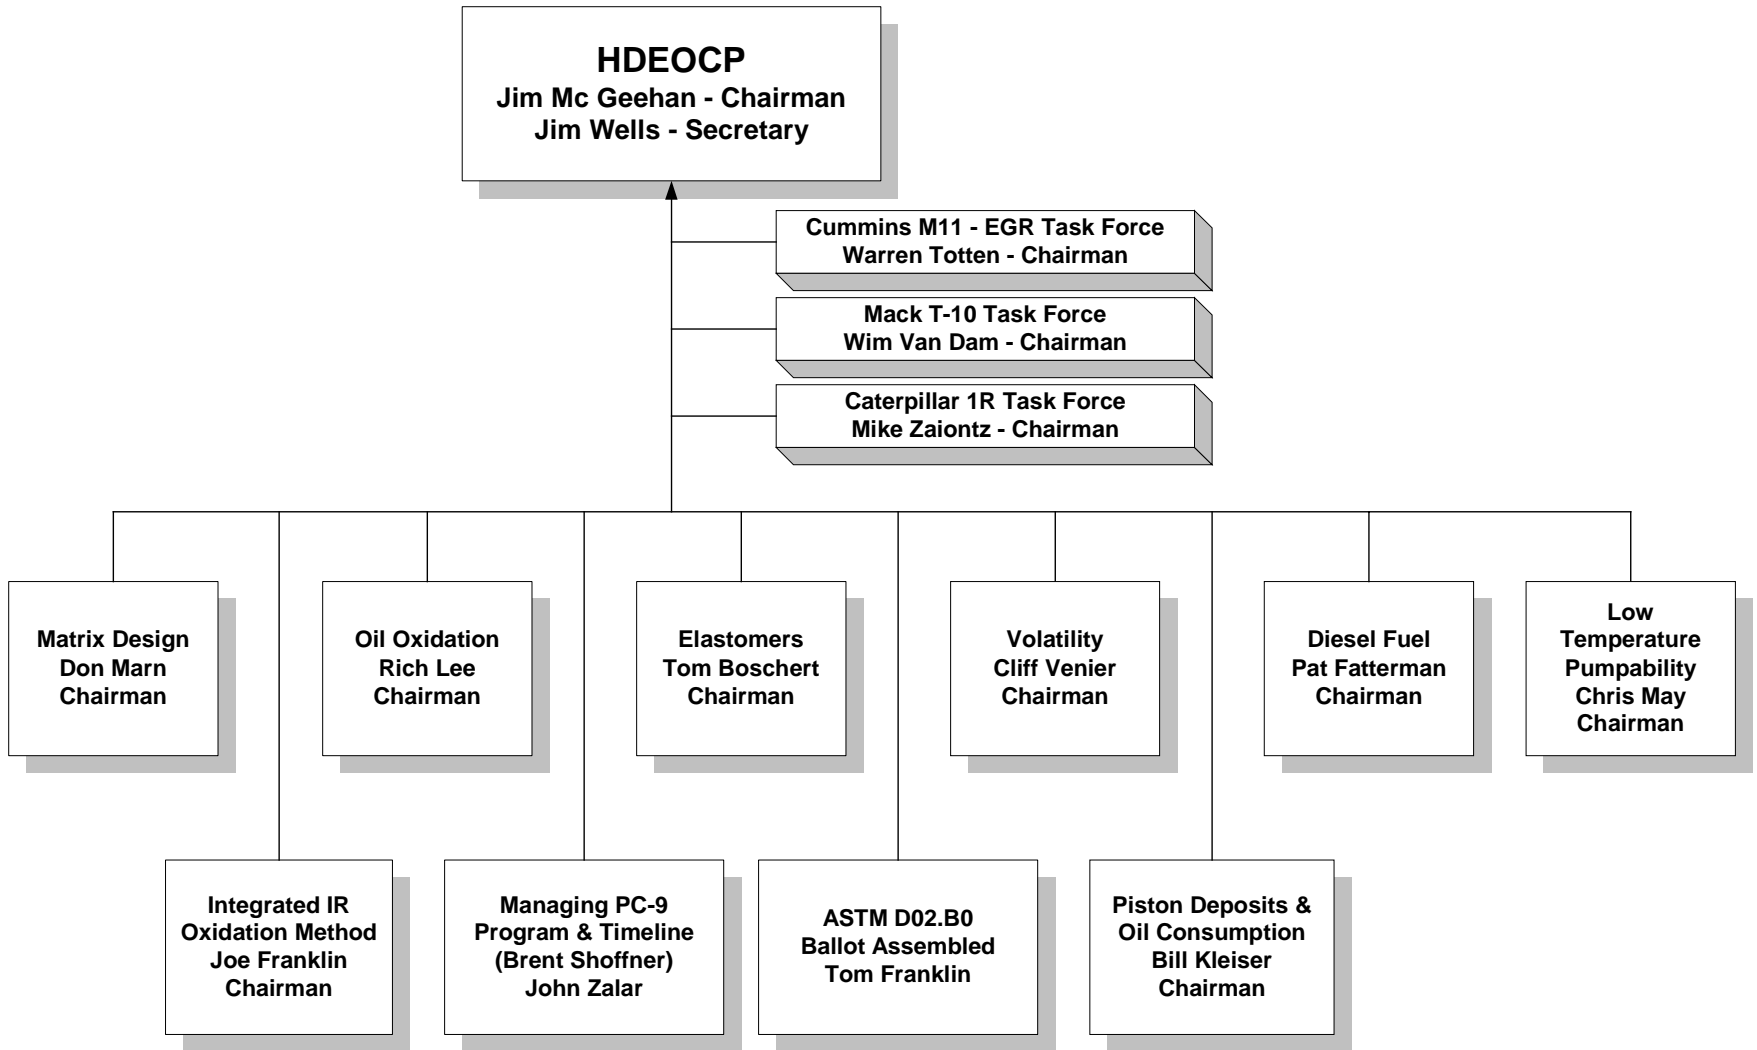 HDEOCP
Jim Mc Geehan - Chairman
Jim Wells - Secretary
Cummins M11 - EGR Task Force
Warren Totten - Chairman
Mack T-10 Task Force
Wim Van Dam - Chairman
Caterpillar 1R Task Force
Mike Zaiontz - Chairman
Matrix Design
Don Marn
Chairman
Oil Oxidation
Rich Lee
Chairman
Elastomers
Tom Boschert
Chairman
Volatility
Cliff Venier
Chairman
Diesel Fuel
Pat Fatterman
Chairman
Low
Temperature
Pumpability
Chris May
Chairman
Integrated IR
Oxidation Method
Joe Franklin
Chairman
Managing PC-9
Program & Timeline
(Brent Shoffner)
John Zalar
ASTM D02.B0
Ballot Assembled
Tom Franklin
Piston Deposits &
Oil Consumption
Bill Kleiser
Chairman